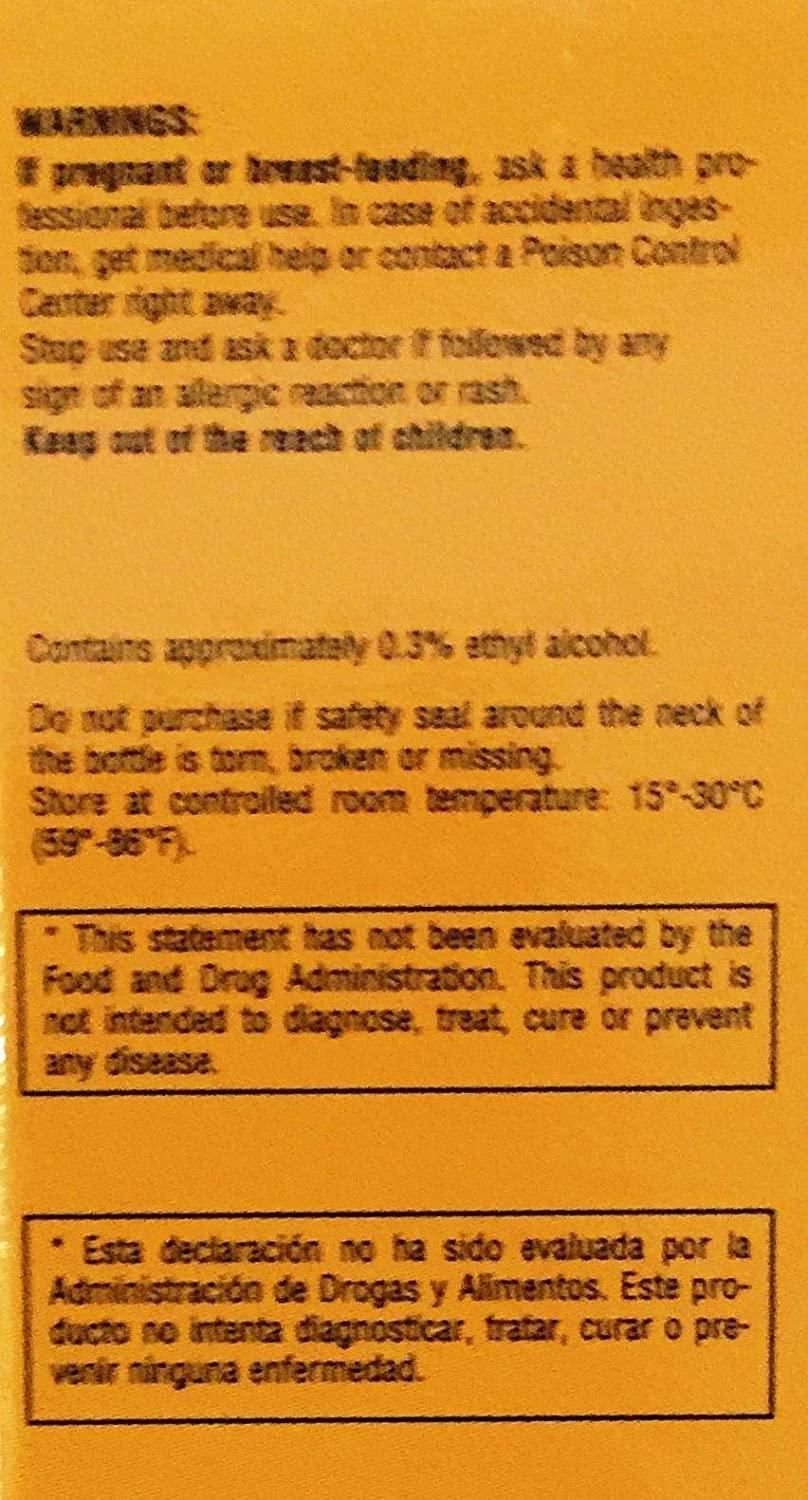 WARNINGS:
If pregnant or breast-feeding, ask a health pro-
fessional before use. In case of accidental inges-
tion, get medical help or contact a Poison Control
Center right away.
Stop use and ask a doctor if followed by any
sign of an allergic reaction or rash.
Keep out of the reach of children.
Contains approximately 0.3% ethyl alcohol.
Do not purchase if safety seal around the neck of
the bottle is torn, broken or missing.
Store at controlled room temperature: 15°-30°C
(59°-86°F).
* This statement has not been evaluated by the
Food and Drug Administration. This product is
not intended to diagnose, treat, cure or prevent
any disease.
* Esta declaración no ha sido evaluada por la
Administración de Drogas y Alimentos. Este pro-
ducto no intenta diagnosticar, tratar, curar o pre-
venir ninguna enfermedad.